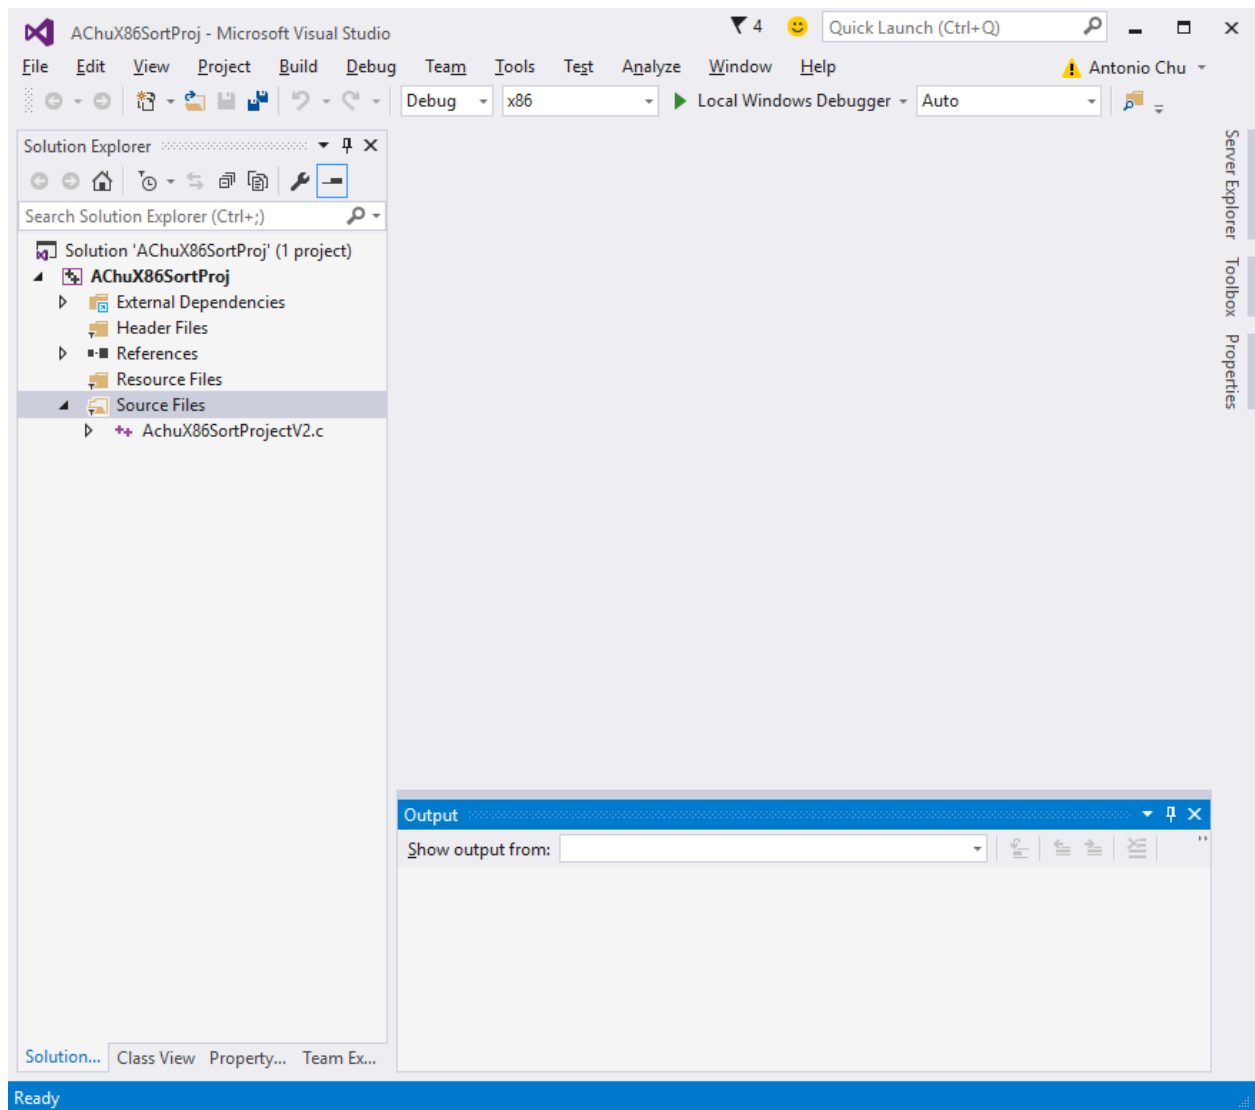 AChuX86SortProj - Microsoft Visual Studio
4
Quick Launch (Ctrl+Q)
File Edit View Project Build Debug Team Tools Test Analyze Window Help
Antonio Chu
Debug x86 Local Windows Debugger Auto
Solution Explorer
Search Solution Explorer (Ctrl+;)
Solution 'AChuX86SortProj' (1 project)
AChuX86SortProj
External Dependencies
Header Files
References
Resource Files
Source Files
AchuX86SortProjectV2.c
Server Explorer
Toolbox
Properties
Output
Show output from:
Solution... Class View Property... Team Ex...
Ready